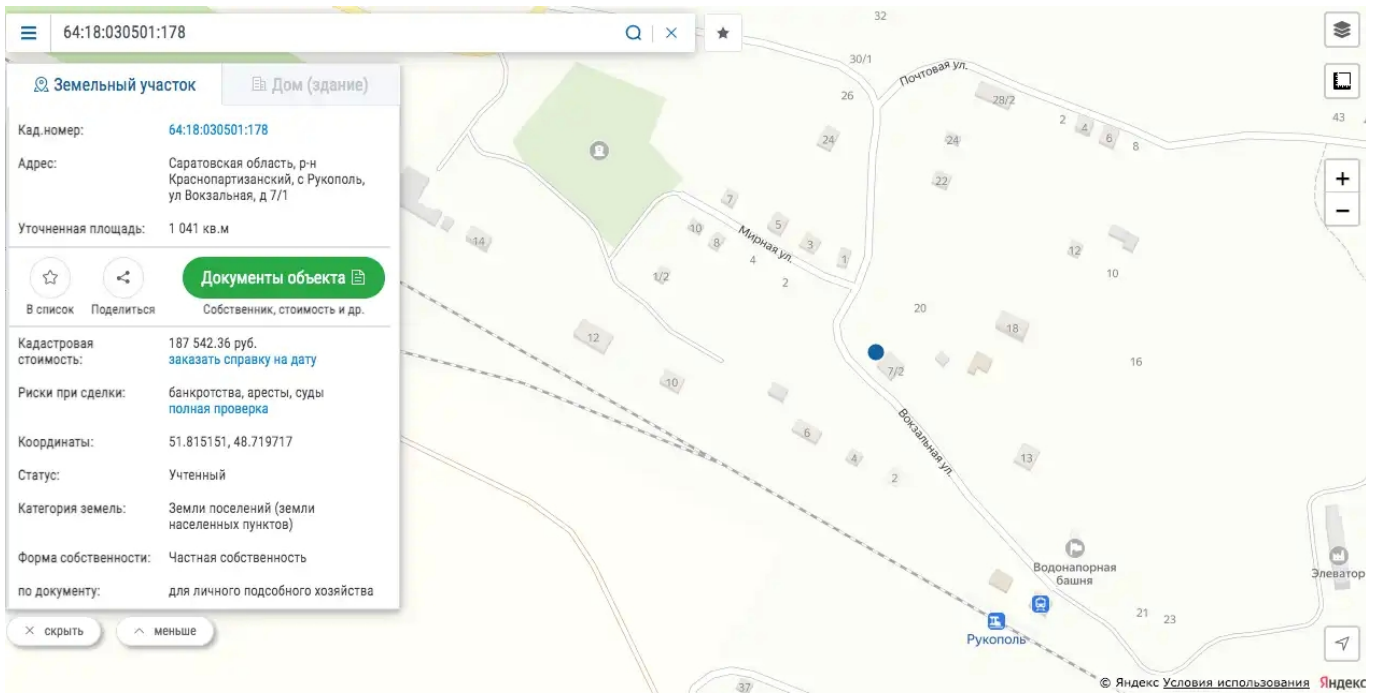 64:18:030501:178
Земельный участок
Дом (здание)
Кад.номер:
64:18:030501:178
Адрес:
Саратовская область, р-н
Краснопартизанский, с Рукополь,
ул Вокзальная, д 7/1
Уточненная площадь:
1 041 кв.м
В список
Поделиться
Документы объекта
Собственник, стоимость и др.
Кадастровая
стоимость:
187 542.36 руб.
заказать справку на дату
Риски при сделки:
банкротства, аресты, суды
полная проверка
Координаты:
51.815151, 48.719717
Статус:
Учтенный
Категория земель:
Земли поселений (земли
населенных пунктов)
Форма собственности:
Частная собственность
по документу:
для личного подсобного хозяйства
скрыть
меньше
32
30/1
Почтовая ул.
26
28/2
2
4
6
8
43
24
24
22
7
5
3
1
10
8
Мирная ул.
4
2
14
1/2
12
10
20
18
16
12
10
7/2
Вокзальная ул.
6
4
2
13
Водонапорная
башня
Элеватор
Рукополь
21
23
37
+
−
© Яндекс Условия использования Яндекс